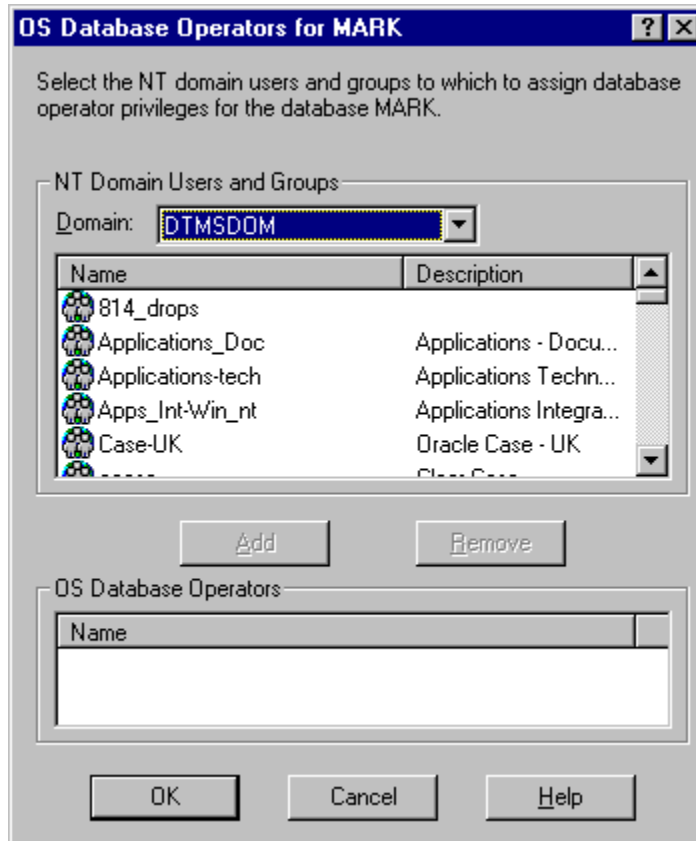 OS Database Operators for MARK
Select the NT domain users and groups to which to assign database
operator privileges for the database MARK.
NT Domain Users and Groups
Domain: DTMSDOM
Name Description
814_drops
Applications_Doc Applications - Docu...
Applications-tech Applications Techn...
Apps_Int-Win_nt Applications Integra...
Case-UK Oracle Case - UK
Add Remove
OS Database Operators
Name
OK Cancel Help